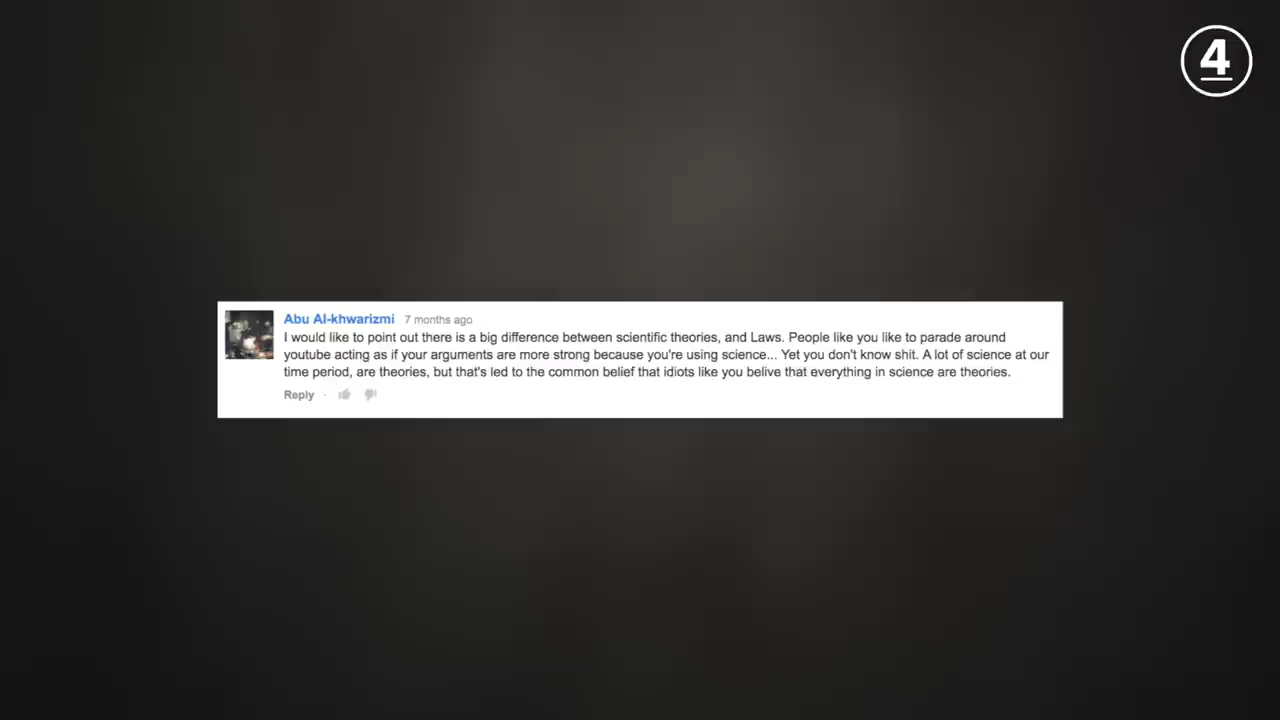 4
Abu Al-khwarizmi 7 months ago
I would like to point out there is a big difference between scientific theories, and Laws. People like you like to parade around
youtube acting as if your arguments are more strong because you're using science... Yet you don't know shit. A lot of science at our
time period, are theories, but that's led to the common belief that idiots like you belive that everything in science are theories.
Reply ·